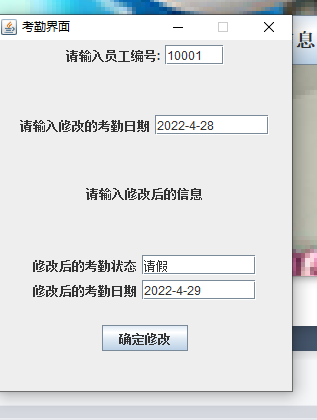 考勤界面
息
请输入员工编号: 10001
请输入修改的考勤日期 2022-4-28
请输入修改后的信息
修改后的考勤状态 请假
修改后的考勤日期 2022-4-29
确定修改